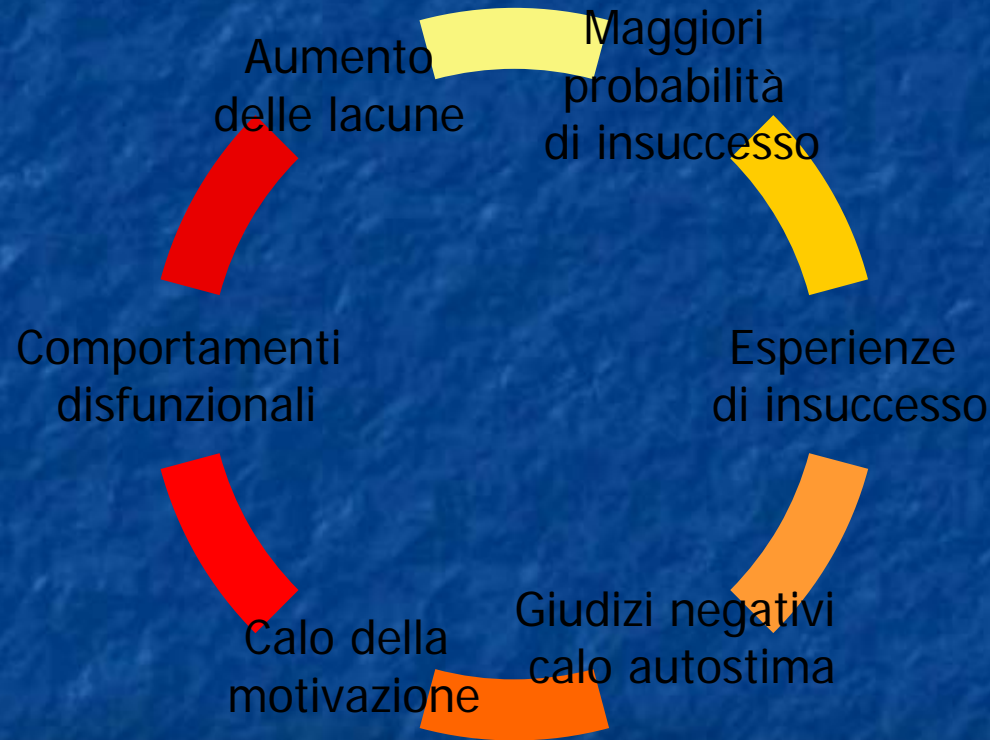 Maggiori
probabilità
di insuccesso
Esperienze
di insuccesso
Giudizi negativi
calo autostima
Calo della
motivazione
Comportamenti
disfunzionali
Aumento
delle lacune